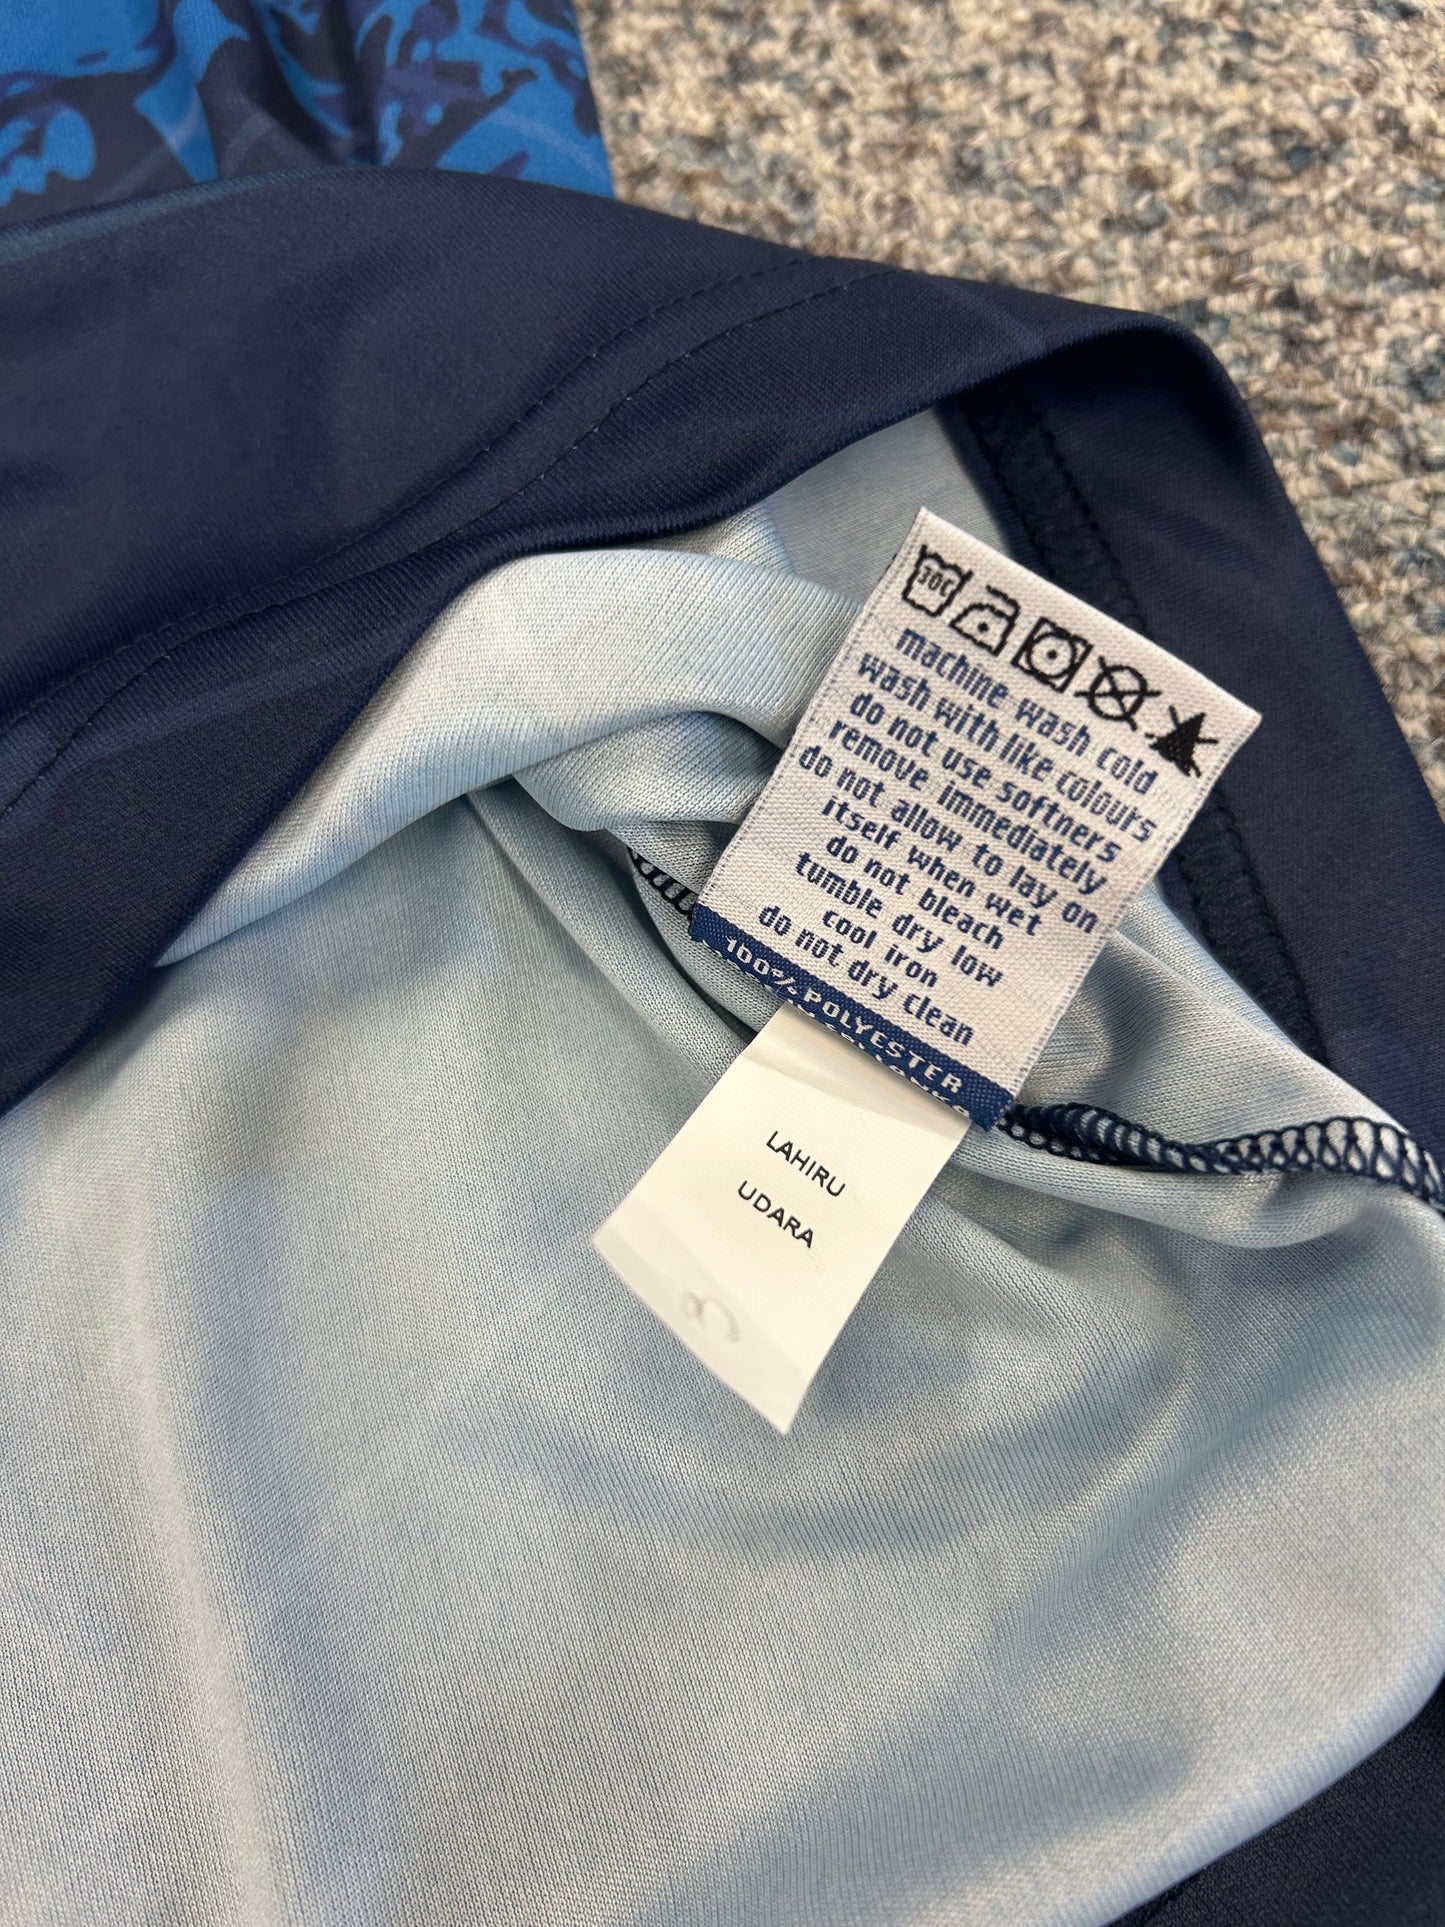 30c
machine wash cold
wash with like colours
do not use softners
remove immediately
do not allow to lay on
itself when wet
do not bleach
tumble dry low
cool iron
do not dry clean
100% POLYESTER
LAHIRU
UDARA